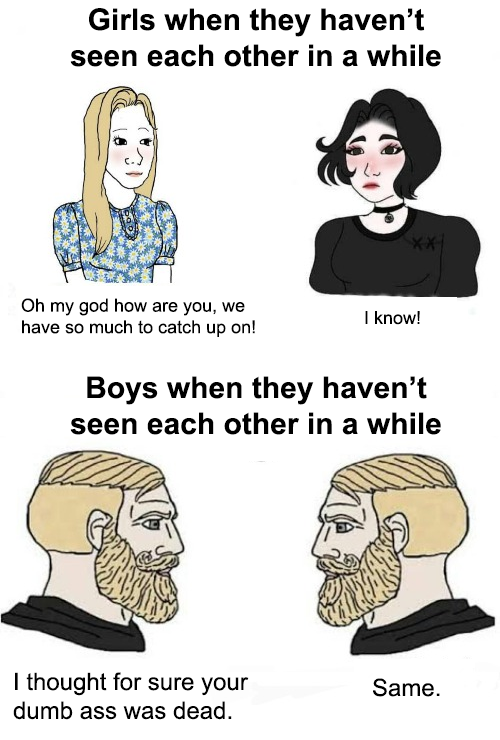 Girls when they haven’t
seen each other in a while
Oh my god how are you, we
have so much to catch up on!
I know!
Boys when they haven’t
seen each other in a while
I thought for sure your
dumb ass was dead.
Same.